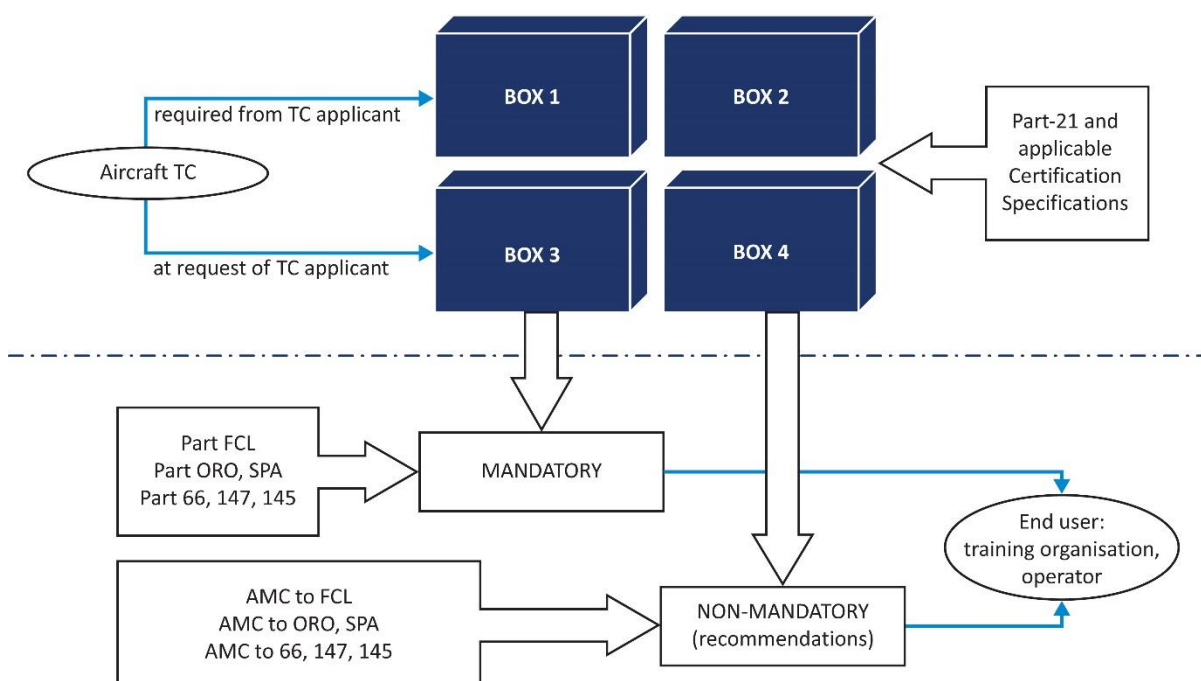 BOX 1
BOX 2
required from TC applicant
Part-21 and
applicable
Certification
Specifications
Aircraft TC
BOX 3
BOX 4
at request of TC applicant
Part FCL
Part ORO, SPA
Part 66, 147, 145
MANDATORY
End user:
training organisation,
operator
AMC to FCL
AMC to ORO, SPA
AMC to 66, 147, 145
NON-MANDATORY
(recommendations)